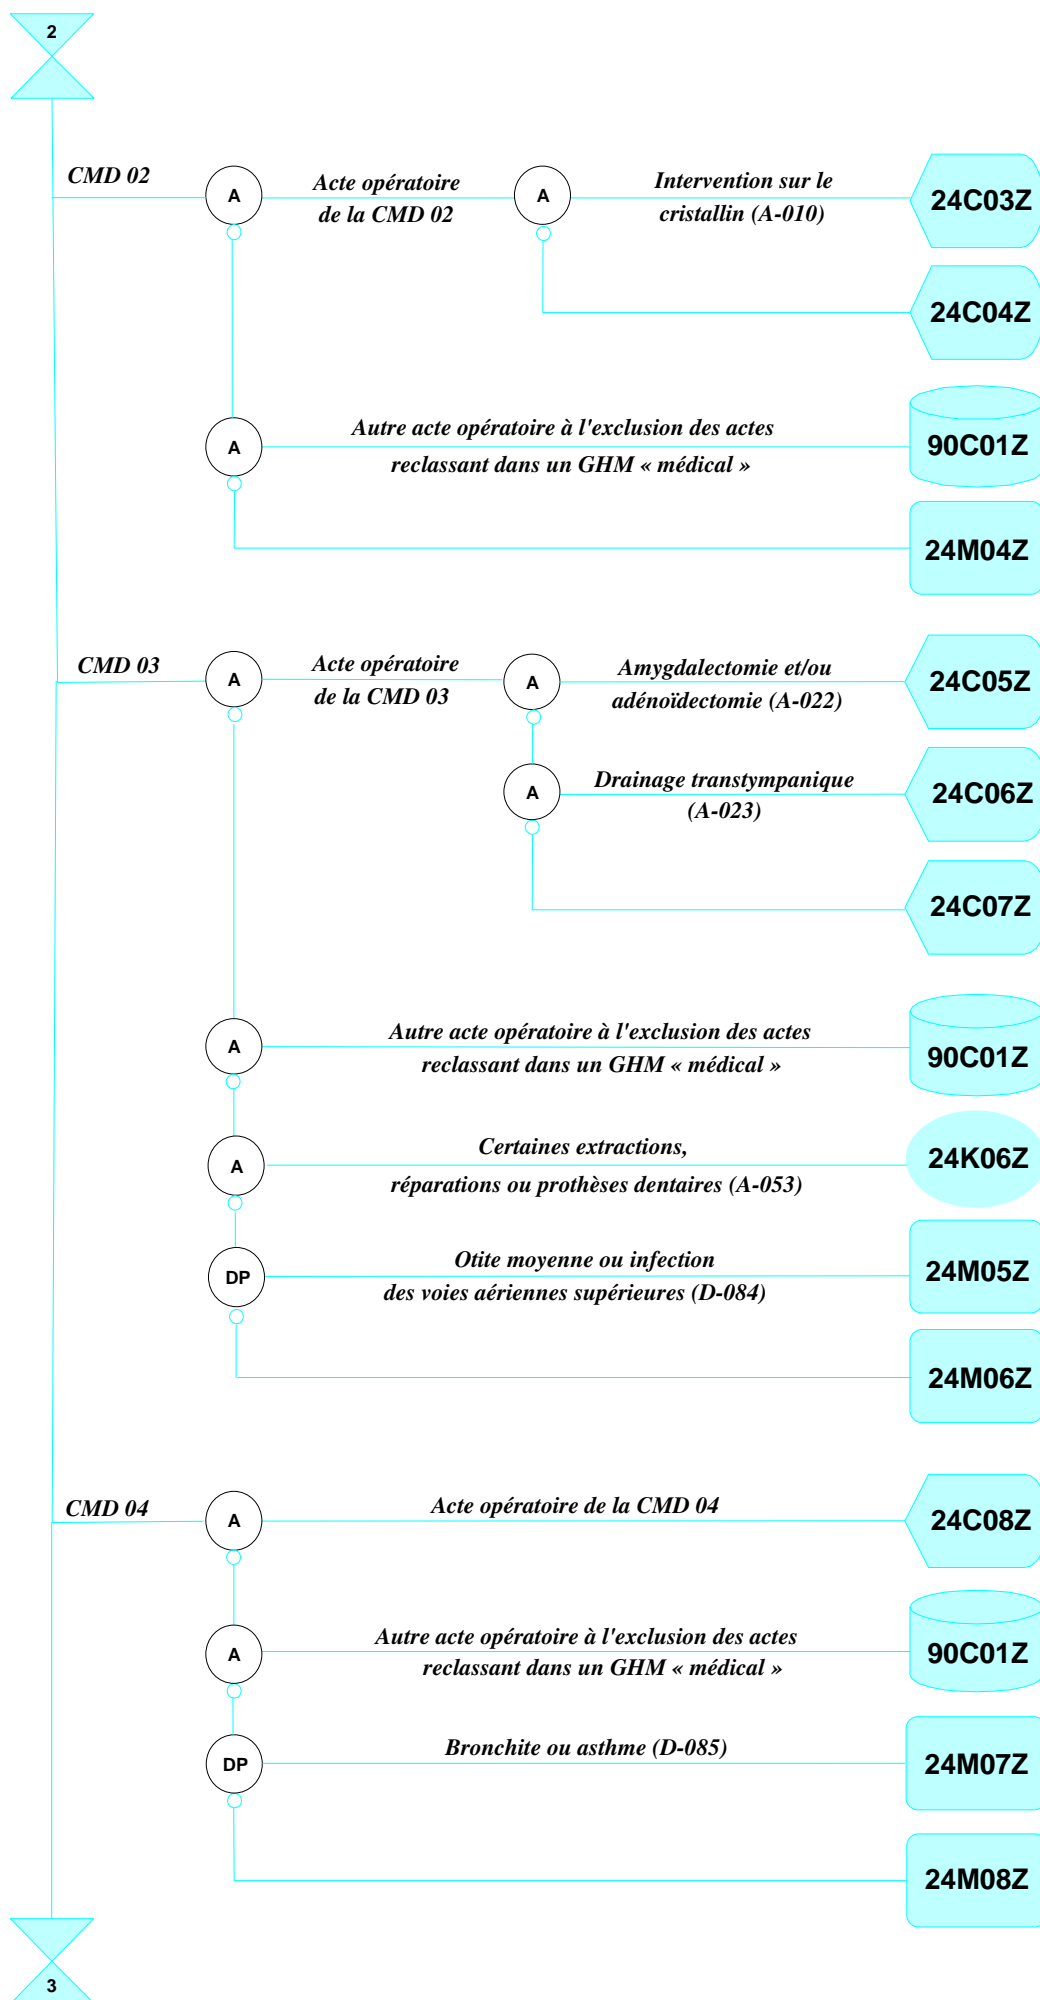 2
CMD 02
A
Acte opératoire
de la CMD 02
A
Intervention sur le
cristallin (A-010)
24C03Z
24C04Z
A
Autre acte opératoire à l'exclusion des actes
reclassant dans un GHM « médical »
90C01Z
24M04Z
CMD 03
A
Acte opératoire
de la CMD 03
A
Amygdalectomie et/ou
adénoïdectomie (A-022)
24C05Z
A
Drainage transtympanique
(A-023)
24C06Z
24C07Z
A
Autre acte opératoire à l'exclusion des actes
reclassant dans un GHM « médical »
90C01Z
A
Certaines extractions,
réparations ou prothèses dentaires (A-053)
24K06Z
DP
Otite moyenne ou infection
des voies aériennes supérieures (D-084)
24M05Z
24M06Z
CMD 04
A
Acte opératoire de la CMD 04
24C08Z
A
Autre acte opératoire à l'exclusion des actes
reclassant dans un GHM « médical »
90C01Z
DP
Bronchite ou asthme (D-085)
24M07Z
24M08Z
3